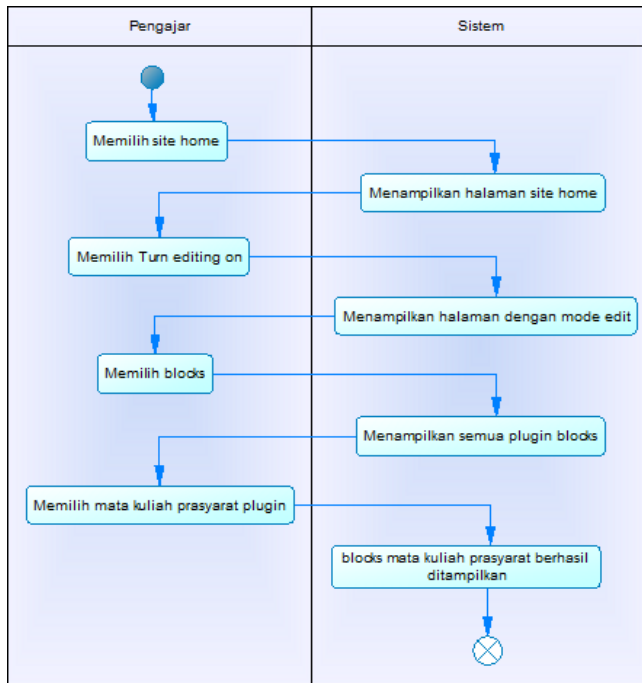 Pengajar
Sistem
Memilih site home
Menampilkan halaman site home
Memilih Turn editing on
Menampilkan halaman dengan mode edit
Memilih blocks
Menampilkan semua plugin blocks
Memilih mata kuliah prasyarat plugin
blocks mata kuliah prasyarat berhasil
ditampilkan